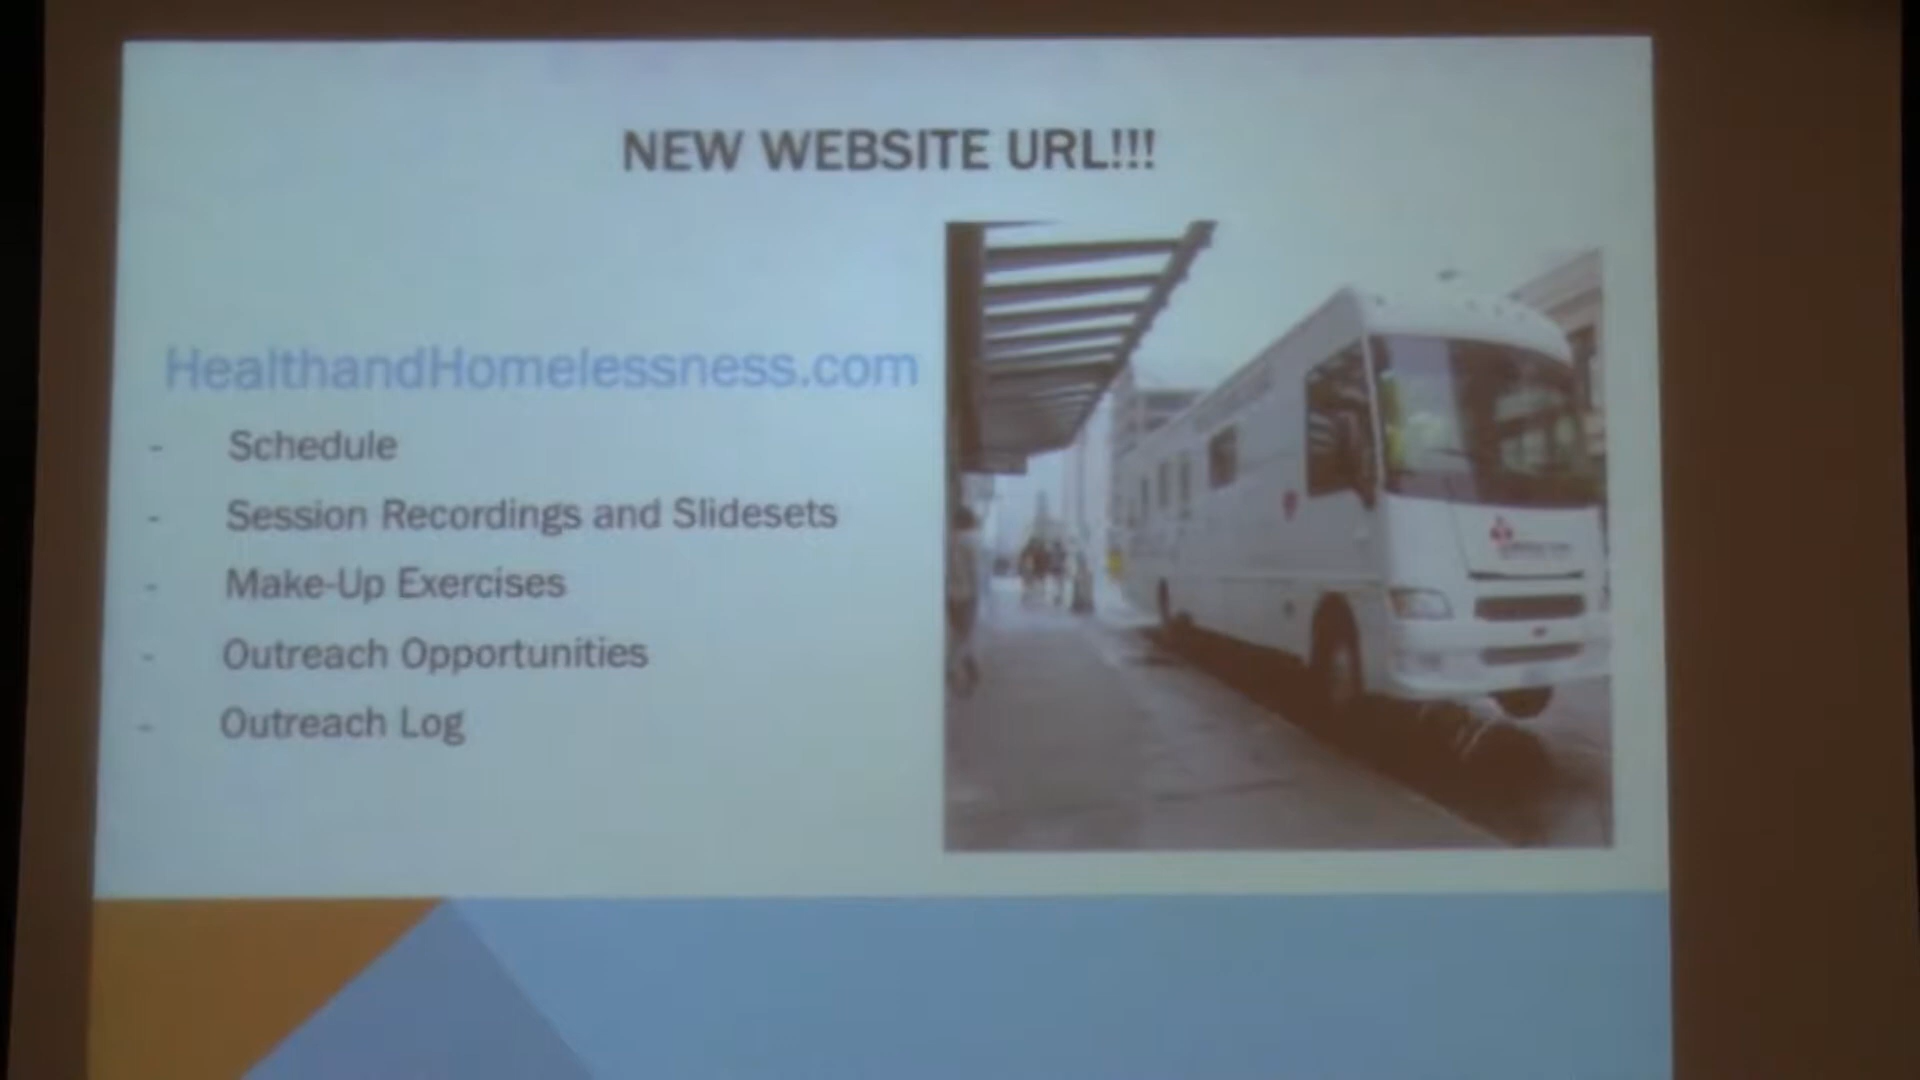 NEW WEBSITE URL!!!
HealthandHomelessness.com
- Schedule
- Session Recordings and Slidesets
- Make-Up Exercises
- Outreach Opportunities
- Outreach Log